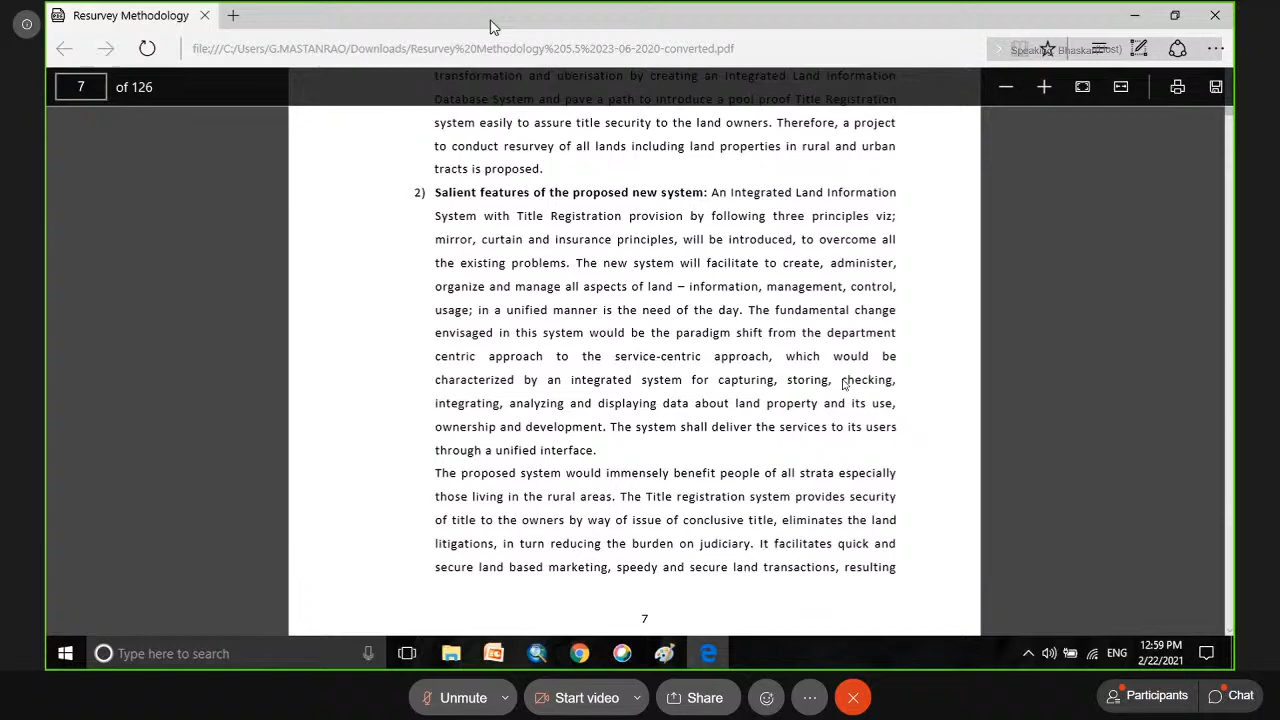 Resurvey Methodology
file:///C:/Users/G.MASTANRAO/Downloads/Resurvey%20Methodology%205.5%2023-06-2020-converted.pdf
Speaking: Bhaskar (Host)
7 of 126
transformation and uberisation by creating an Integrated Land Information
Database System and pave a path to introduce a pool proof Title Registration
system easily to assure title security to the land owners. Therefore, a project
to conduct resurvey of all lands including land properties in rural and urban
tracts is proposed.
2) Salient features of the proposed new system: An Integrated Land Information
System with Title Registration provision by following three principles viz;
mirror, curtain and insurance principles, will be introduced, to overcome all
the existing problems. The new system will facilitate to create, administer,
organize and manage all aspects of land – information, management, control,
usage; in a unified manner is the need of the day. The fundamental change
envisaged in this system would be the paradigm shift from the department
centric approach to the service-centric approach, which would be
characterized by an integrated system for capturing, storing, checking,
integrating, analyzing and displaying data about land property and its use,
ownership and development. The system shall deliver the services to its users
through a unified interface.
The proposed system would immensely benefit people of all strata especially
those living in the rural areas. The Title registration system provides security
of title to the owners by way of issue of conclusive title, eliminates the land
litigations, in turn reducing the burden on judiciary. It facilitates quick and
secure land based marketing, speedy and secure land transactions, resulting
7
Type here to search
ENG
12:59 PM
2/22/2021
Unmute
Start video
Share
Participants
Chat